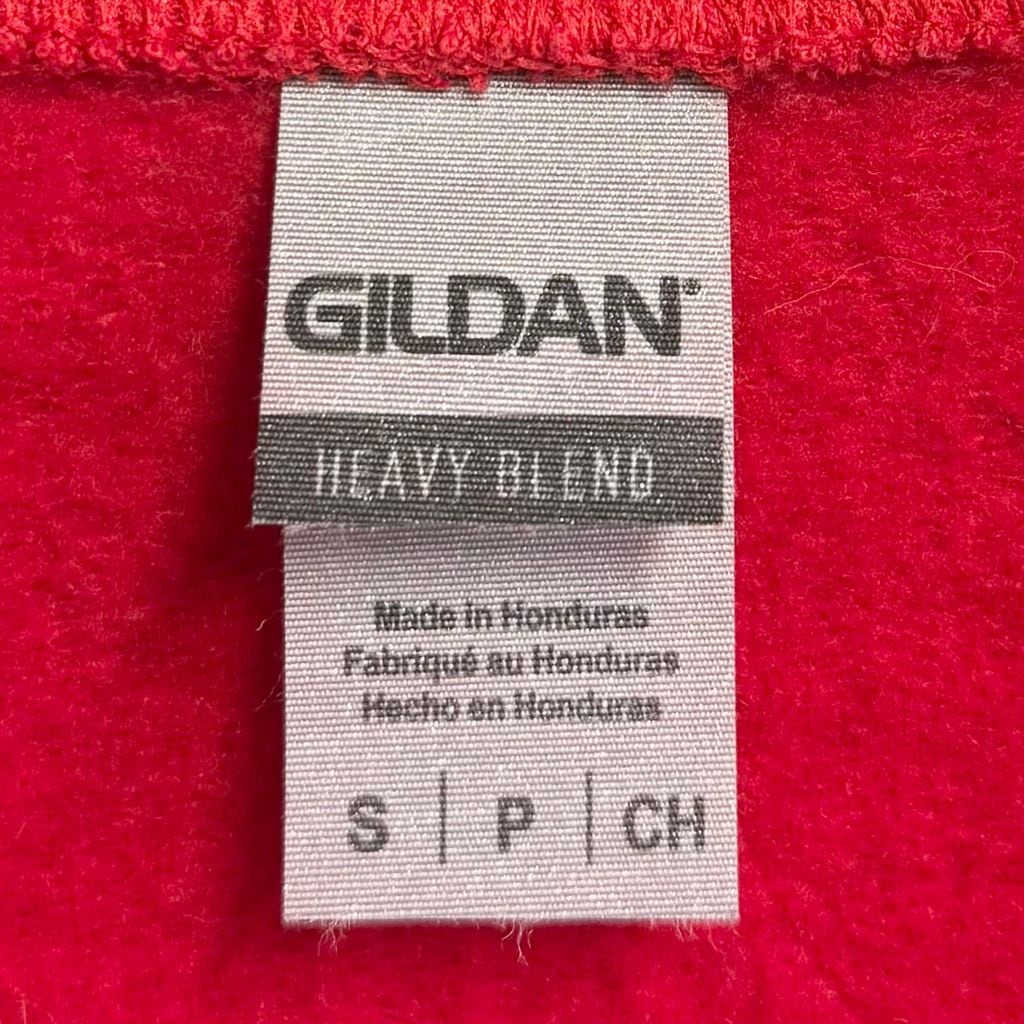 GILDAN®
HEAVY BLEND
Made in Honduras
Fabriqué au Honduras
Hecho en Honduras
S | P | CH